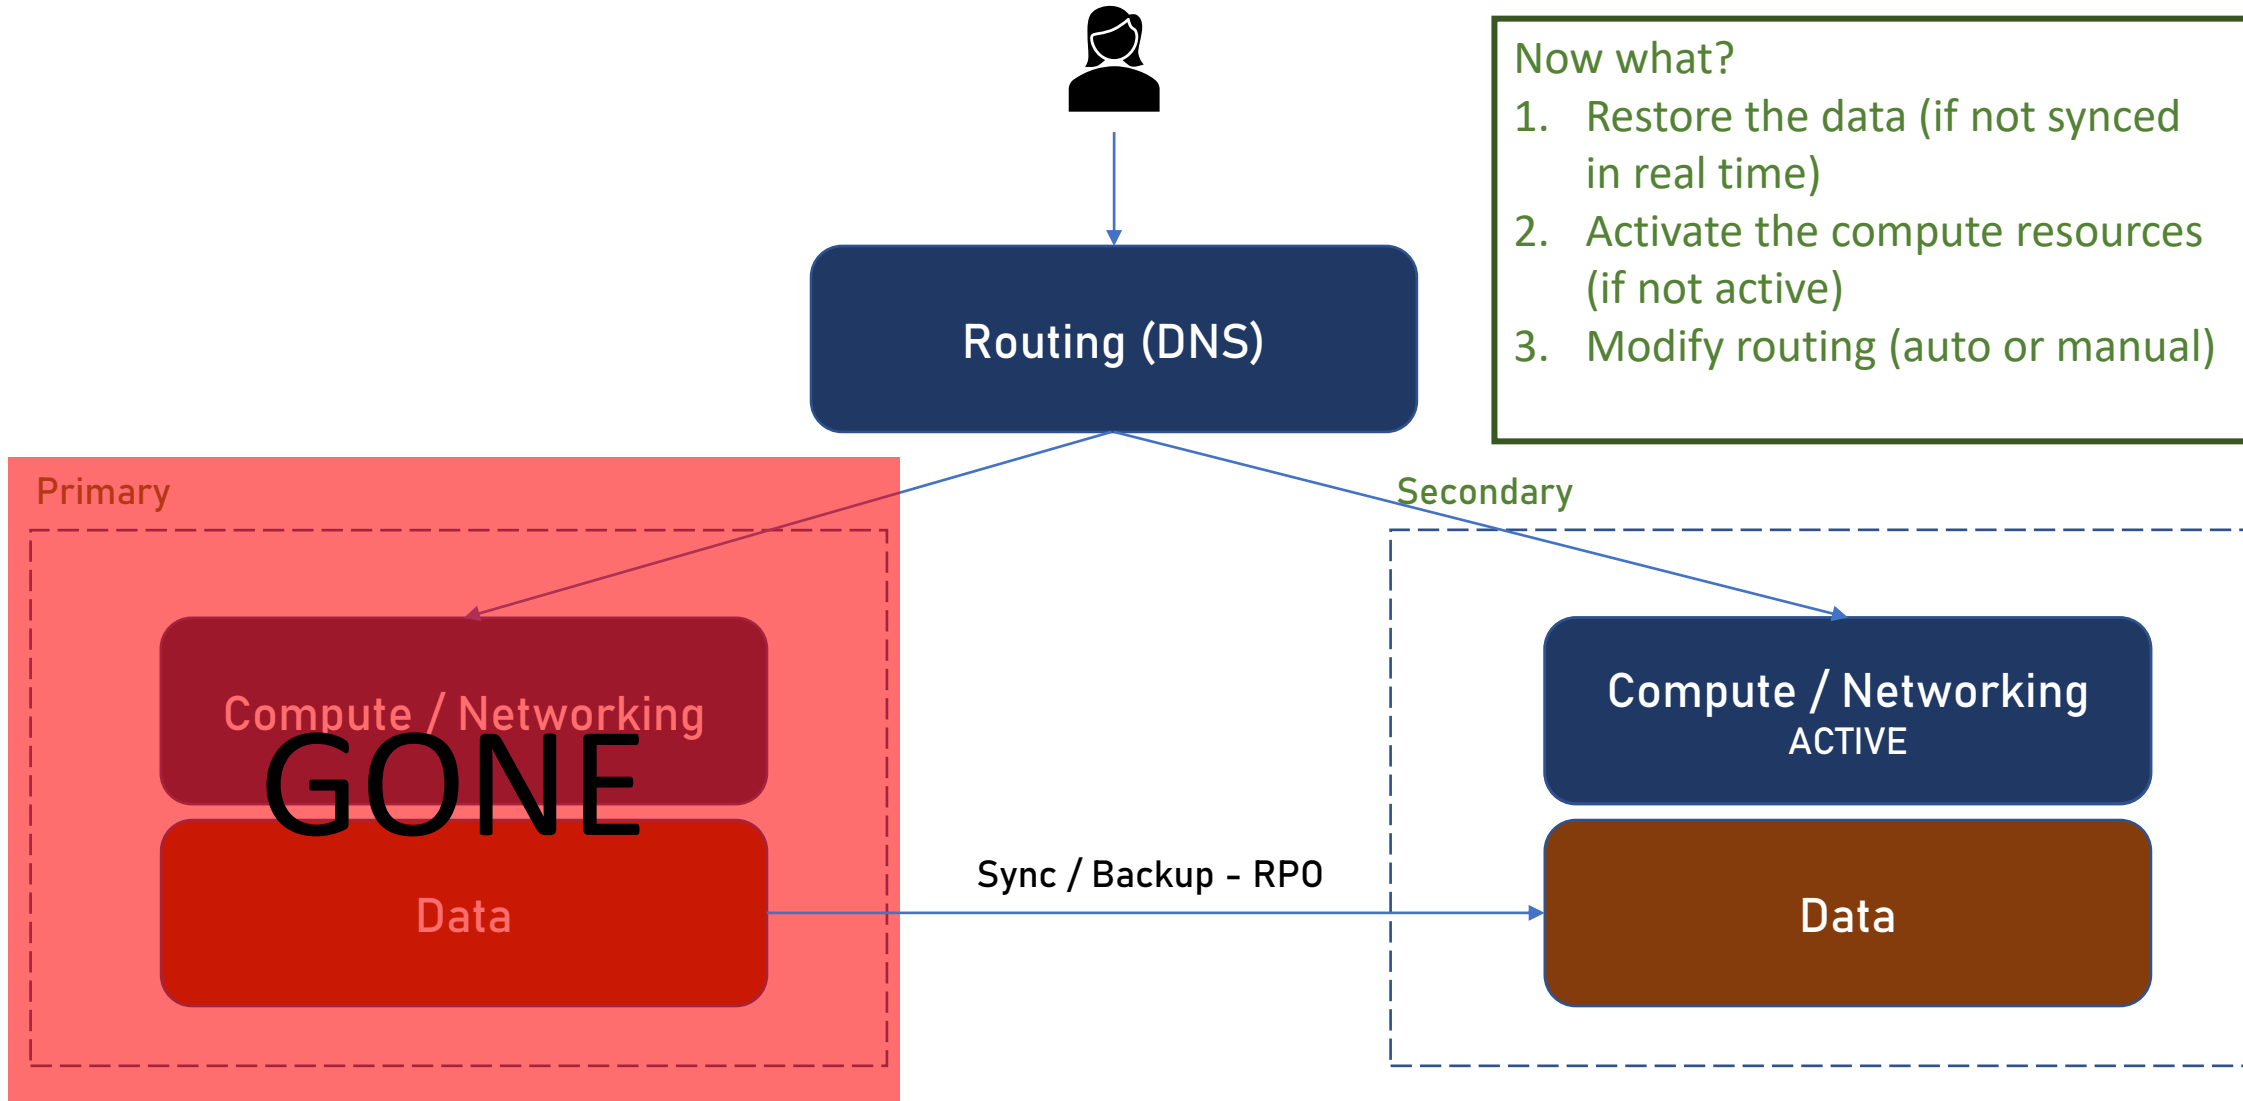 Now what?
1. Restore the data (if not synced
in real time)
2. Activate the compute resources
(if not active)
3. Modify routing (auto or manual)
Routing (DNS)
Primary
Secondary
Compute / Networking
GONE
Data
Sync / Backup - RPO
Compute / Networking
ACTIVE
Data